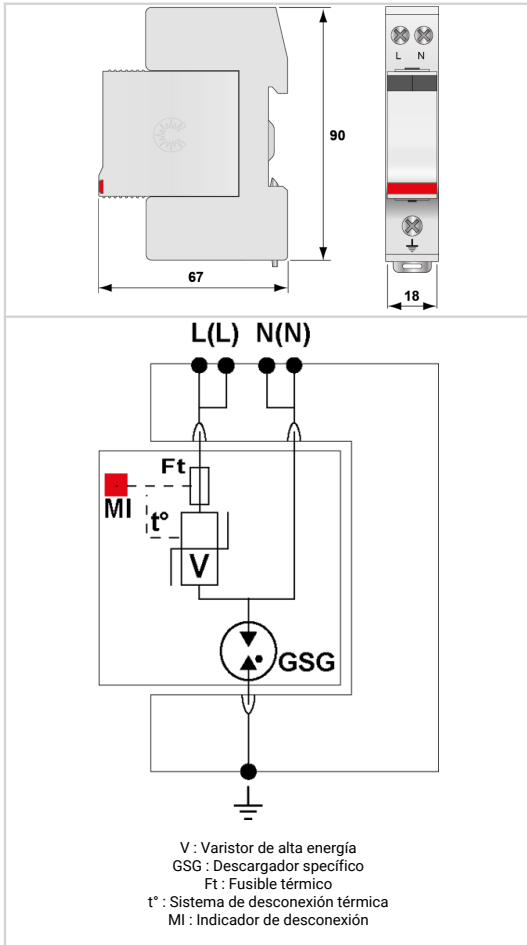 L N
90
67
18
L(L) N(N)
Ft
MI
t°
V
GSG
V : Varistor de alta energía
GSG : Descargador specífico
Ft : Fusible térmico
t° : Sistema de desconexión térmica
MI : Indicador de desconexión